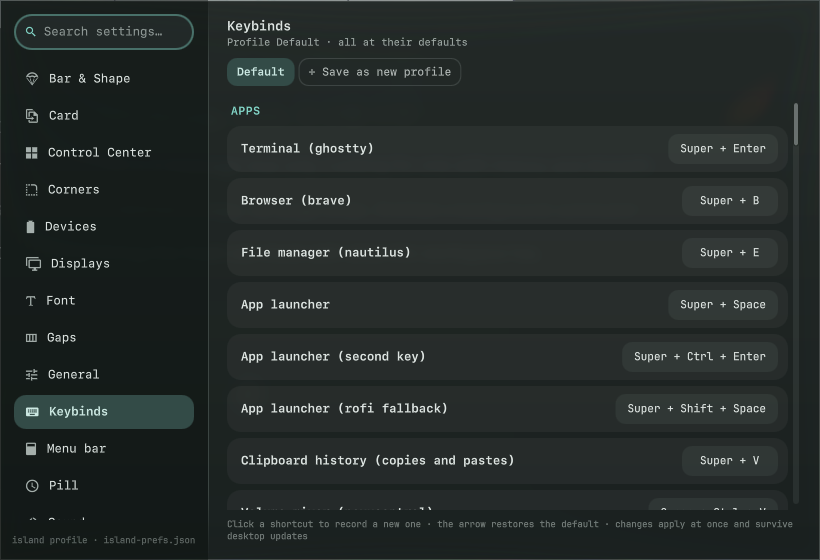 Search settings…
Bar & Shape
Card
Control Center
Corners
Devices
Displays
Font
Gaps
General
Keybinds
Menu bar
Pill
island profile · island-prefs.json
Keybinds
Profile Default · all at their defaults
Default
+ Save as new profile
APPS
Terminal (ghostty)
Super + Enter
Browser (brave)
Super + B
File manager (nautilus)
Super + E
App launcher
Super + Space
App launcher (second key)
Super + Ctrl + Enter
App launcher (rofi fallback)
Super + Shift + Space
Clipboard history (copies and pastes)
Super + V
Click a shortcut to record a new one · the arrow restores the default · changes apply at once and survive
desktop updates